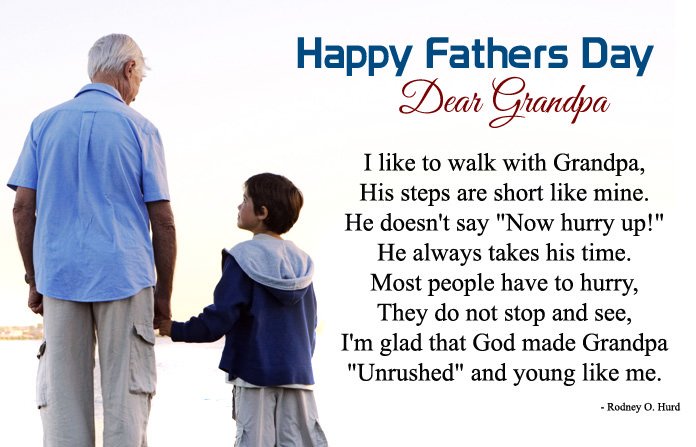 Happy Fathers Day
Dear Grandpa
I like to walk with Grandpa,
His steps are short like mine.
He doesn't say "Now hurry up!"
He always takes his time.
Most people have to hurry,
They do not stop and see,
I'm glad that God made Grandpa
"Unrushed" and young like me.
- Rodney O. Hurd